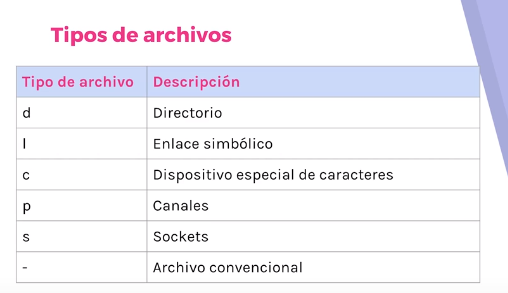 Tipos de archivos
Tipo de archivo Descripción
d Directorio
l Enlace simbólico
c Dispositivo especial de caracteres
p Canales
s Sockets
- Archivo convencional